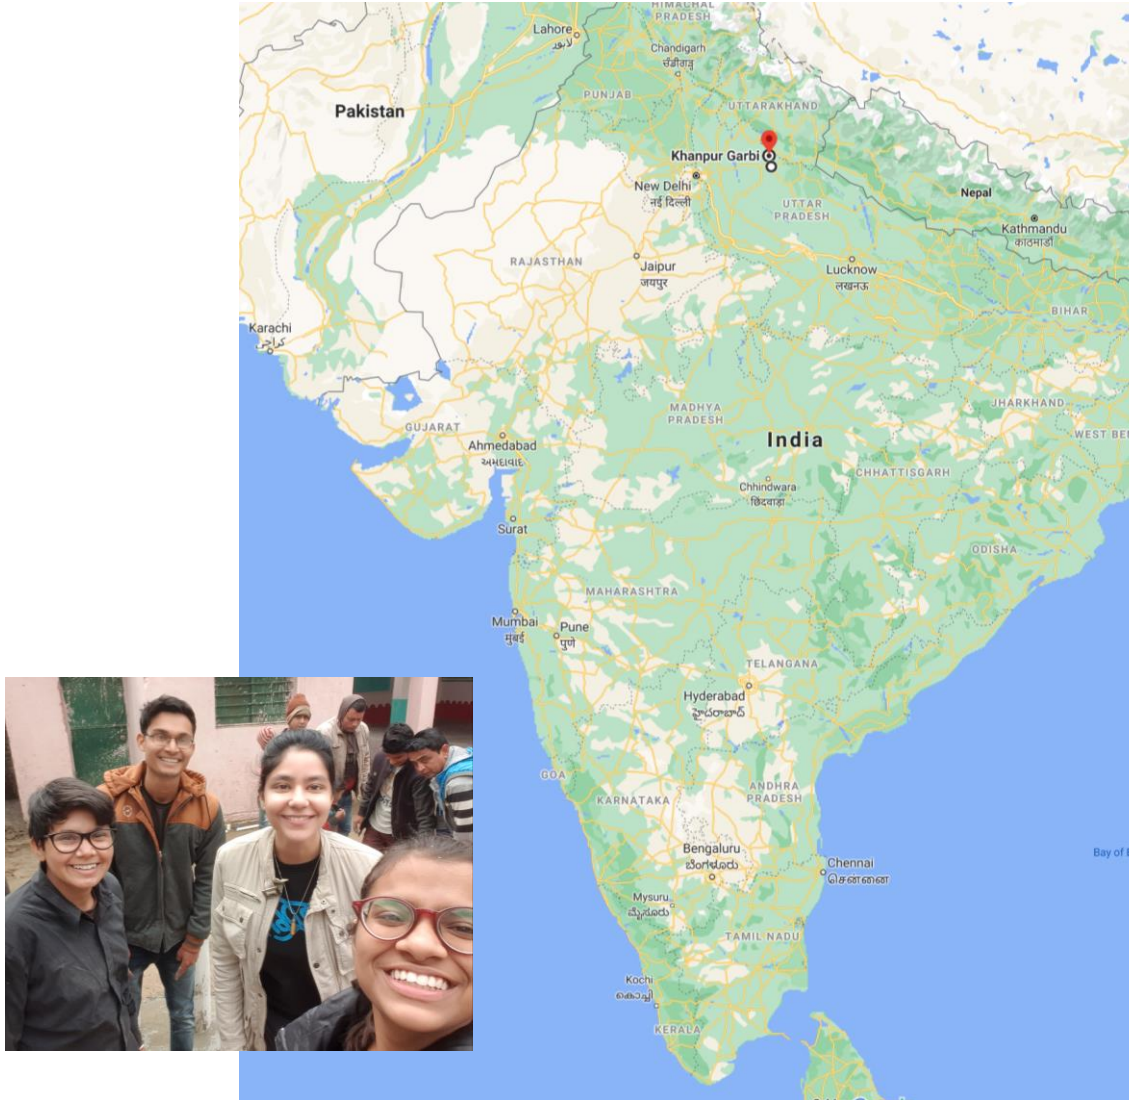 HIMACHAL
PRADESH
Lahore
لاہور
Chandigarh
ਚੰਡੀਗੜ੍ਹ
PUNJAB
UTTARAKHAND
Pakistan
Khanpur Garbi
New Delhi
नई दिल्ली
Nepal
UTTAR
PRADESH
Kathmandu
काठमाडौं
RAJASTHAN
Jaipur
जयपुर
Lucknow
लखनऊ
BIHAR
Karachi
کراچی
JHARKHAND
MADHYA
PRADESH
GUJARAT
Ahmedabad
અમદાવાદ
India
WEST BEN
CHHATTISGARH
Chhindwara
छिंदवाड़ा
Surat
ODISHA
MAHARASHTRA
Mumbai
मुंबई
Pune
पुणे
TELANGANA
Hyderabad
హైదరాబాద్
GOA
KARNATAKA
ANDHRA
PRADESH
Bengaluru
ಬೆಂಗಳೂರು
Bay of
Chennai
சென்னை
Mysuru
ಮೈಸೂರು
TAMIL NADU
Kochi
കൊച്ചി
KERALA